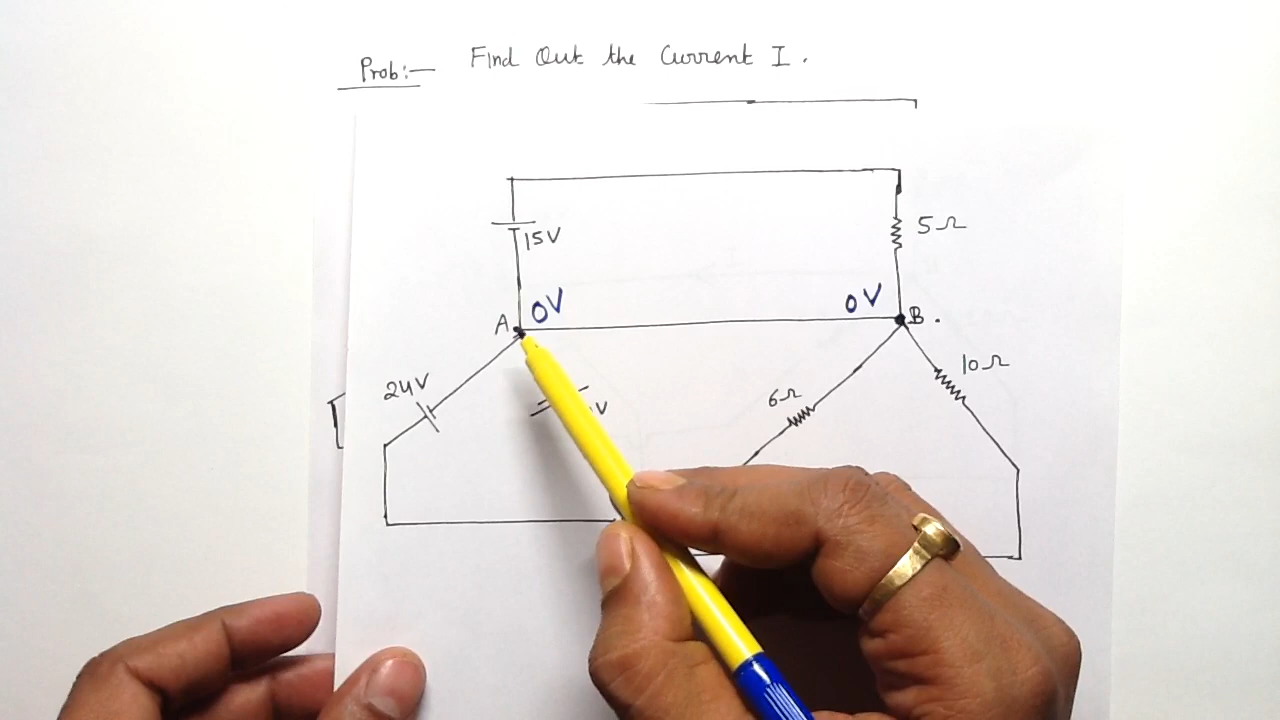 Prob:— Find Out the Current I.
15V
5Ω
0V
0V
A
B.
24V
6Ω
10Ω
V